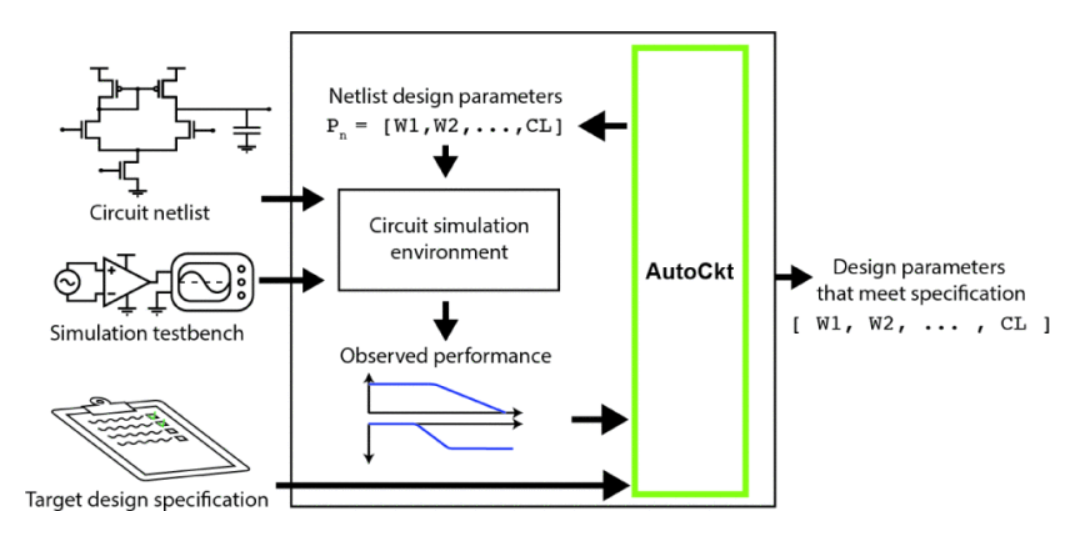 Netlist design parameters
Pn = [W1,W2,...,CL]
Circuit netlist
Circuit simulation
environment
AutoCkt
Simulation testbench
Design parameters
that meet specification
[ W1, W2, ... , CL ]
Observed performance
Target design specification